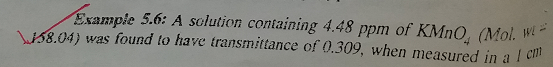 Example 5.6: A solution containing 4.48 ppm of KMnO4 (Mol. wt =
158.04) was found to have transmittance of 0.309, when measured in a 1 cm